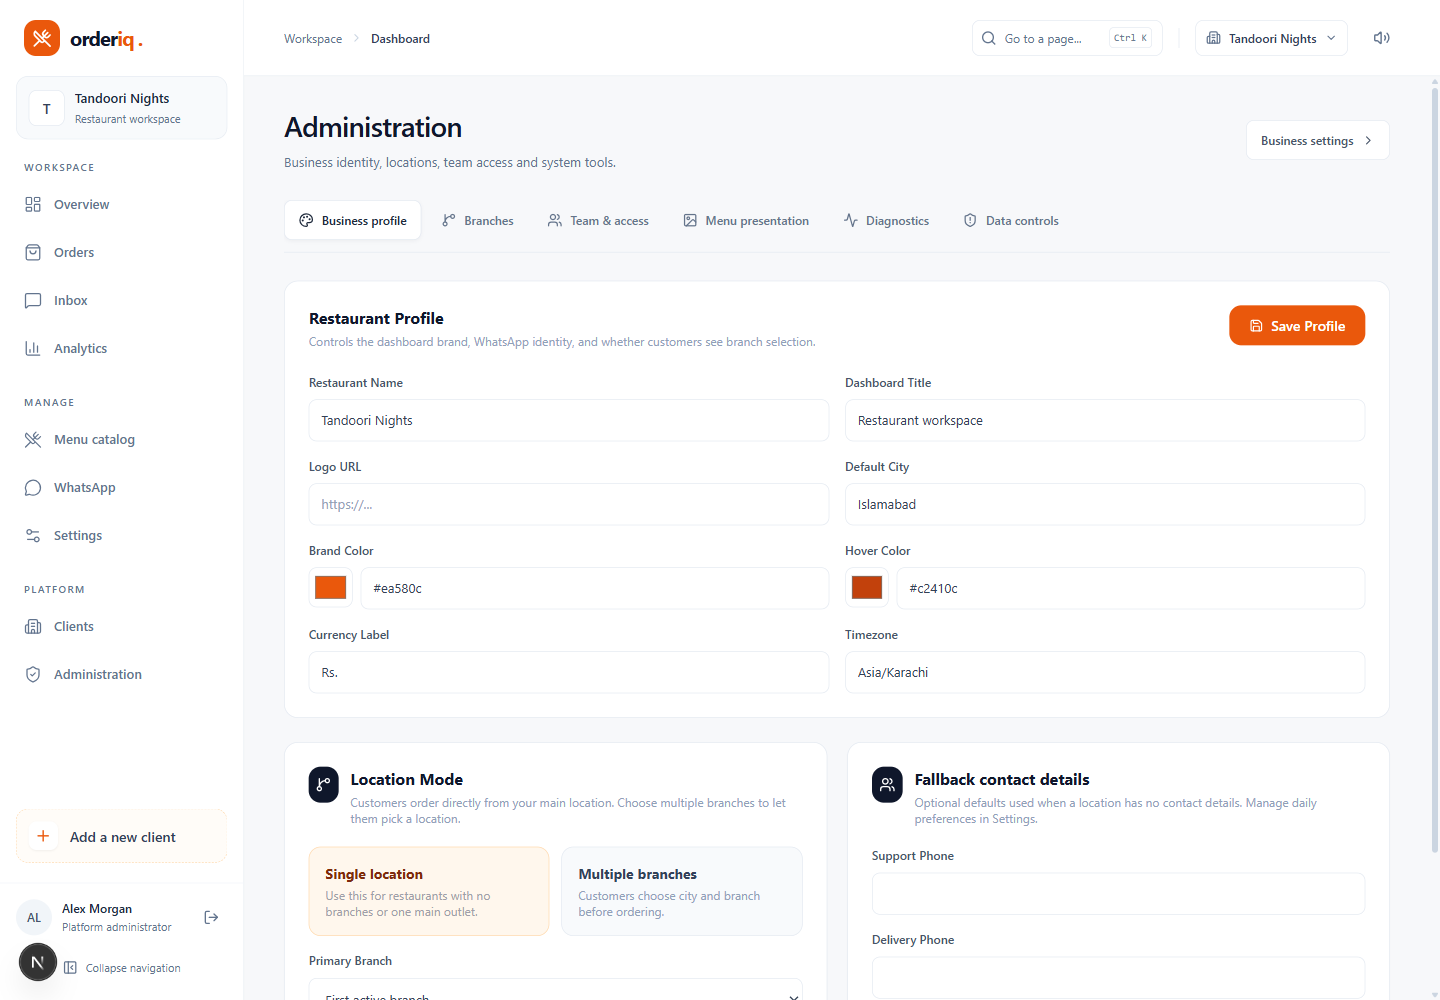 orderiq.
Workspace
Dashboard
Go to a page...
Ctrl K
Tandoori Nights
T
Tandoori Nights
Restaurant workspace
WORKSPACE
Overview
Orders
Inbox
Analytics
MANAGE
Menu catalog
WhatsApp
Settings
PLATFORM
Clients
Administration
Add a new client
AL
Alex Morgan
Platform administrator
N
Collapse navigation
Administration
Business identity, locations, team access and system tools.
Business settings
Business profile
Branches
Team & access
Menu presentation
Diagnostics
Data controls
Restaurant Profile
Controls the dashboard brand, WhatsApp identity, and whether customers see branch selection.
Save Profile
Restaurant Name
Tandoori Nights
Dashboard Title
Restaurant workspace
Logo URL
https://...
Default City
Islamabad
Brand Color
#ea580c
Hover Color
#c2410c
Currency Label
Rs.
Timezone
Asia/Karachi
Location Mode
Customers order directly from your main location. Choose multiple branches to let
them pick a location.
Single location
Use this for restaurants with no
branches or one main outlet.
Multiple branches
Customers choose city and branch
before ordering.
Primary Branch
First active branch
Fallback contact details
Optional defaults used when a location has no contact details. Manage daily
preferences in Settings.
Support Phone
Delivery Phone